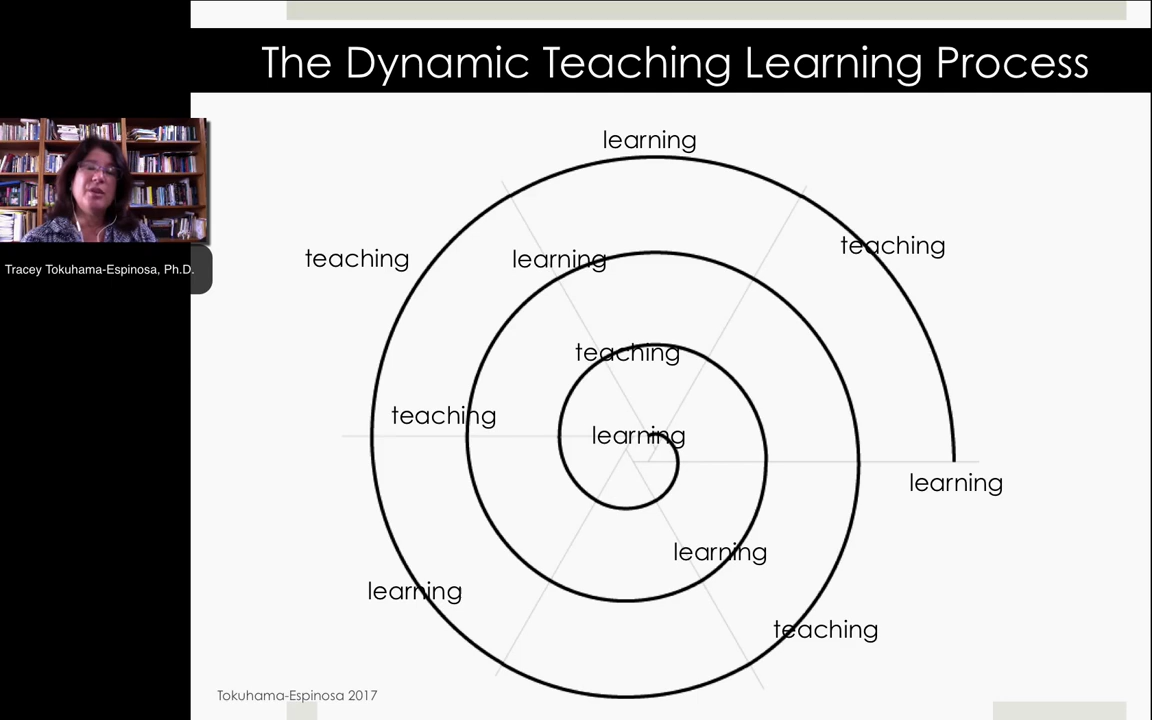 The Dynamic Teaching Learning Process
learning
teaching
teaching
learning
teaching
teaching
learning
learning
learning
learning
teaching
Tracey Tokuhama-Espinosa, Ph.D.
Tokuhama-Espinosa 2017